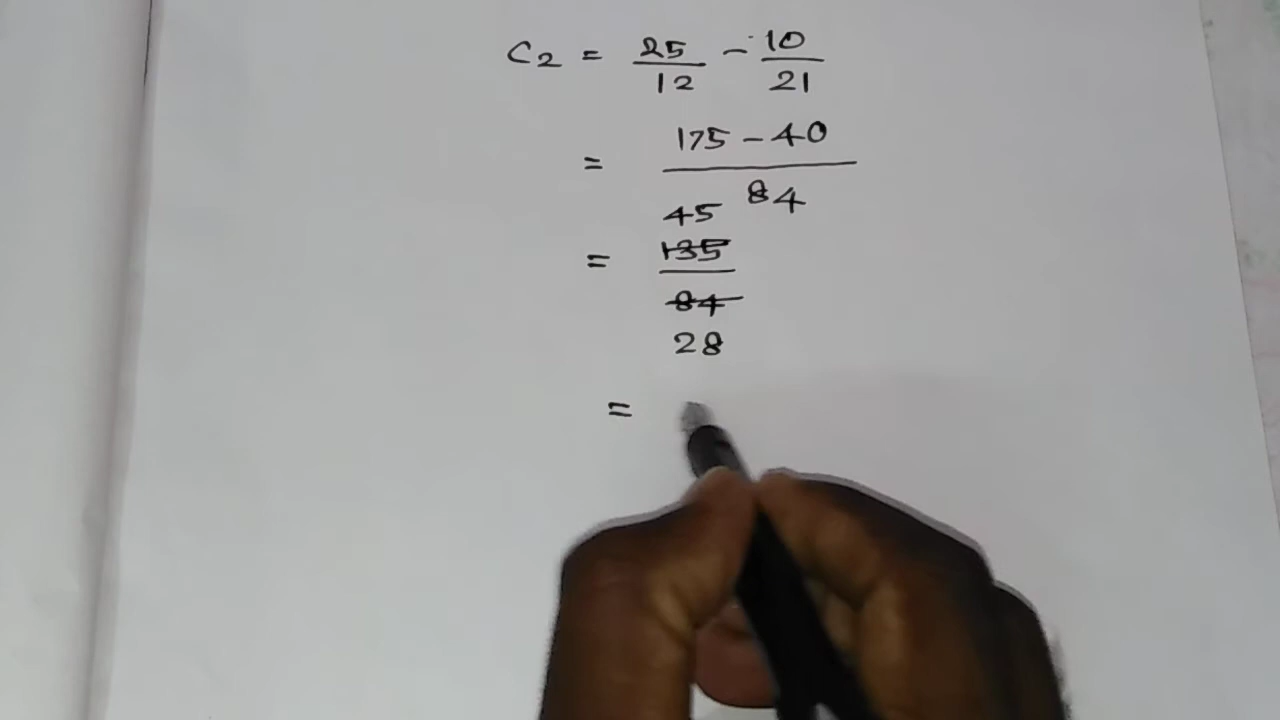 C2 = 25/12 - 10/21
= 175 - 40
84
45
= 135/84
28
=